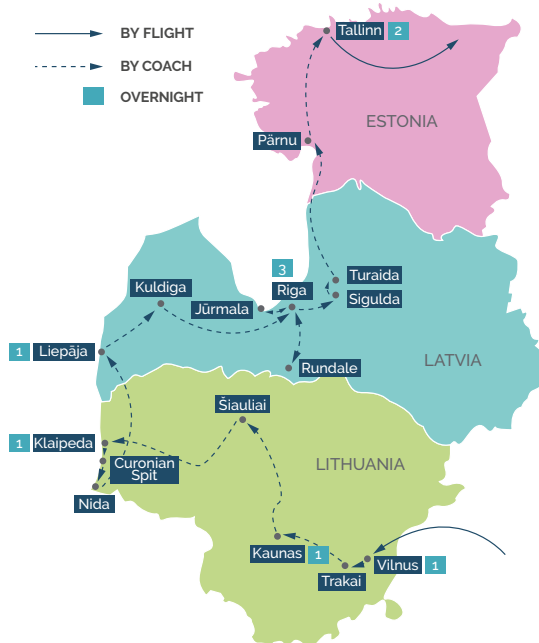 BY FLIGHT
BY COACH
OVERNIGHT
Tallinn 2
ESTONIA
Pärnu
3
Riga
Turaida
Sigulda
Kuldiga
Jūrmala
1 Liepāja
Rundale
LATVIA
Šiauliai
1 Klaipeda
Curonian
Spit
LITHUANIA
Nida
Kaunas 1
Vilnus 1
Trakai